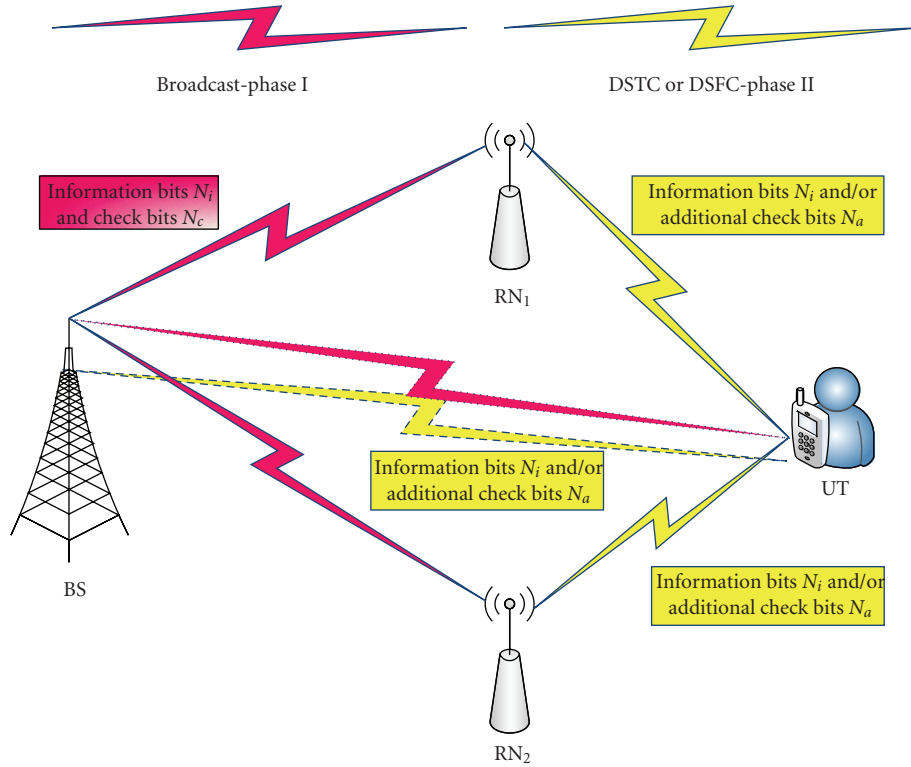 Broadcast-phase I
DSTC or DSFC-phase II
Information bits N_i
and check bits N_c
Information bits N_i and/or
additional check bits N_a
RN_1
Information bits N_i and/or
additional check bits N_a
UT
BS
Information bits N_i and/or
additional check bits N_a
RN_2